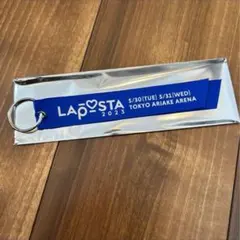 LAPOSTA
2023
5/30[TUE] 5/31[WED]
TOKYO ARIAKE ARENA